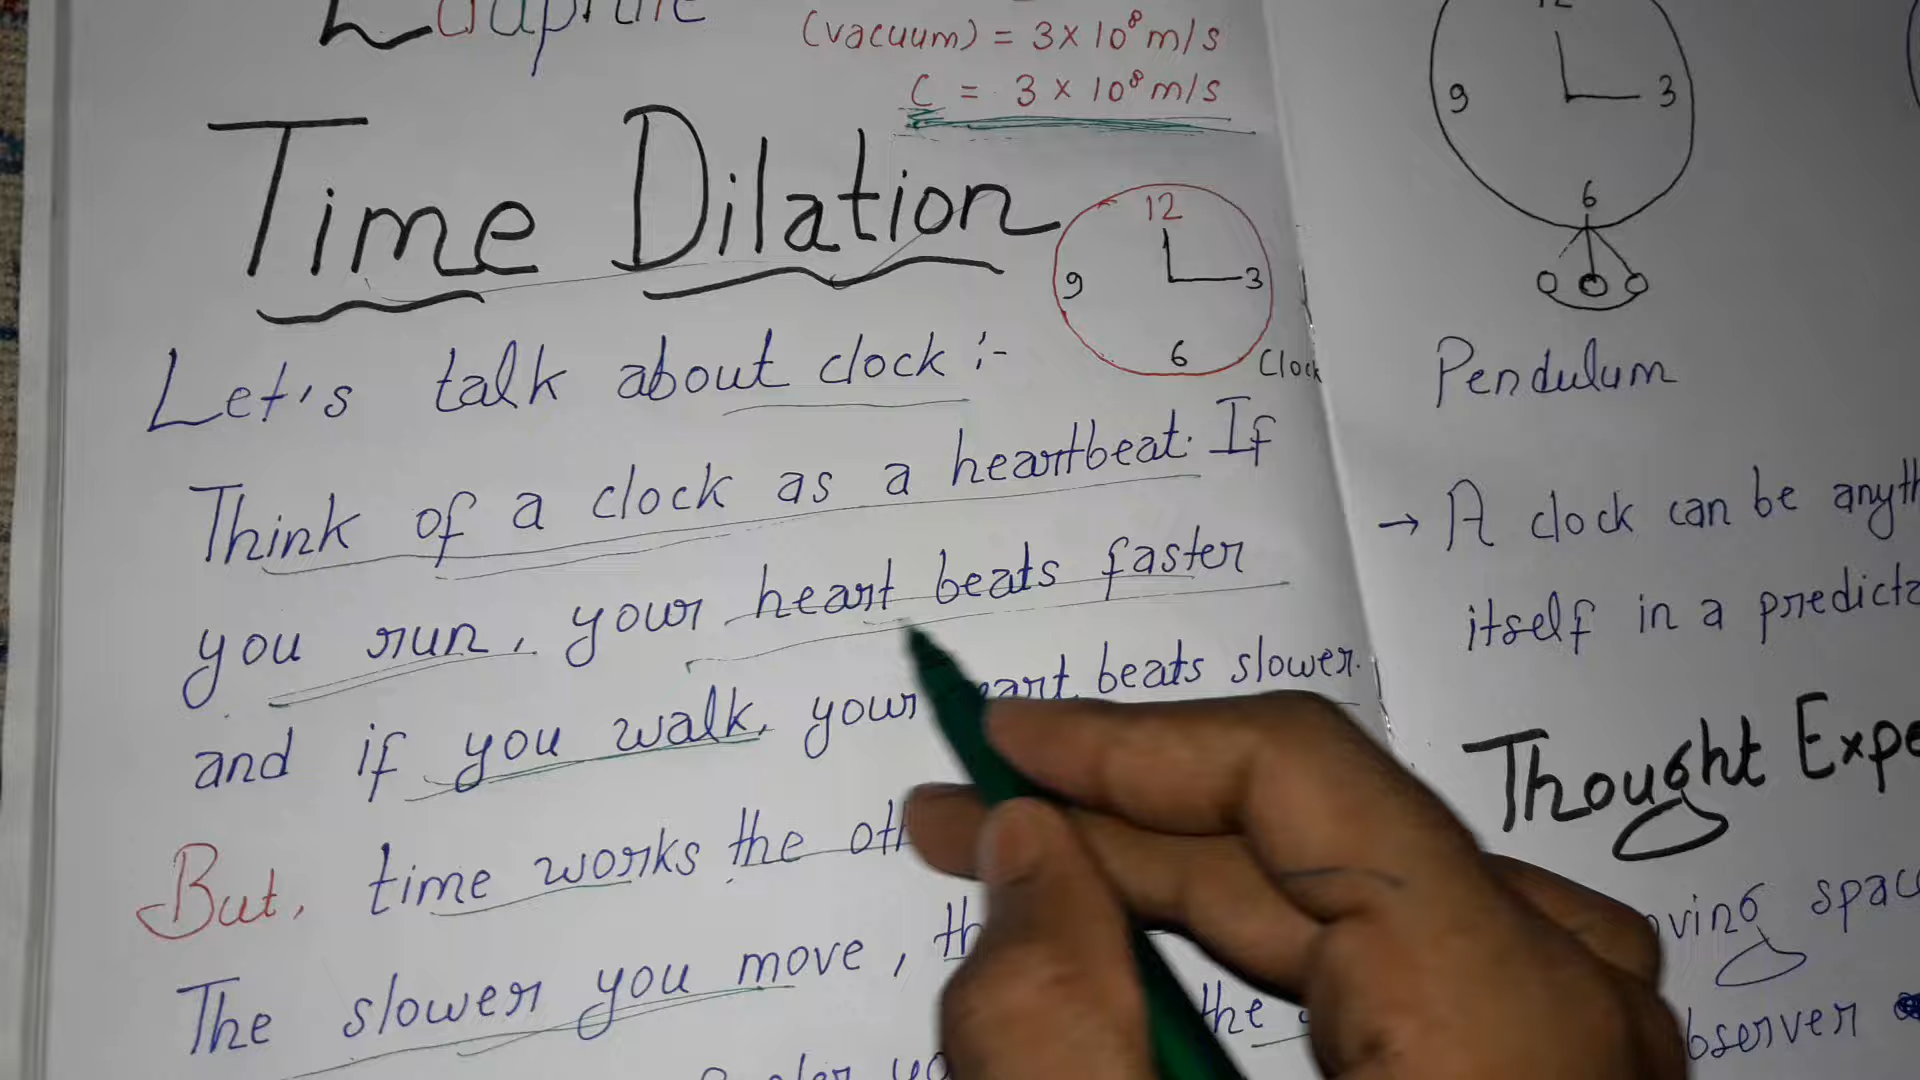 (vacuum) = 3 × 10⁸ m/s
C = 3 × 10⁸ m/s
Time Dilation
12
9
3
6
Clock
Let's talk about clock :-
Think of a clock as a heartbeat. If
you run, your heart beats faster
and if you walk, your beats slower.
But, time works the
The slower you move,
the
9
3
6
Pendulum
→ A clock can be
itself in a
Thought
observer